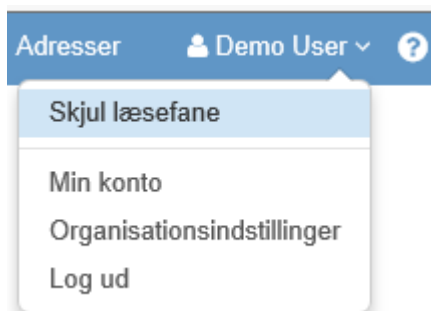 Adresser Demo User
Skjul læsefane
Min konto
Organisationsindstillinger
Log ud